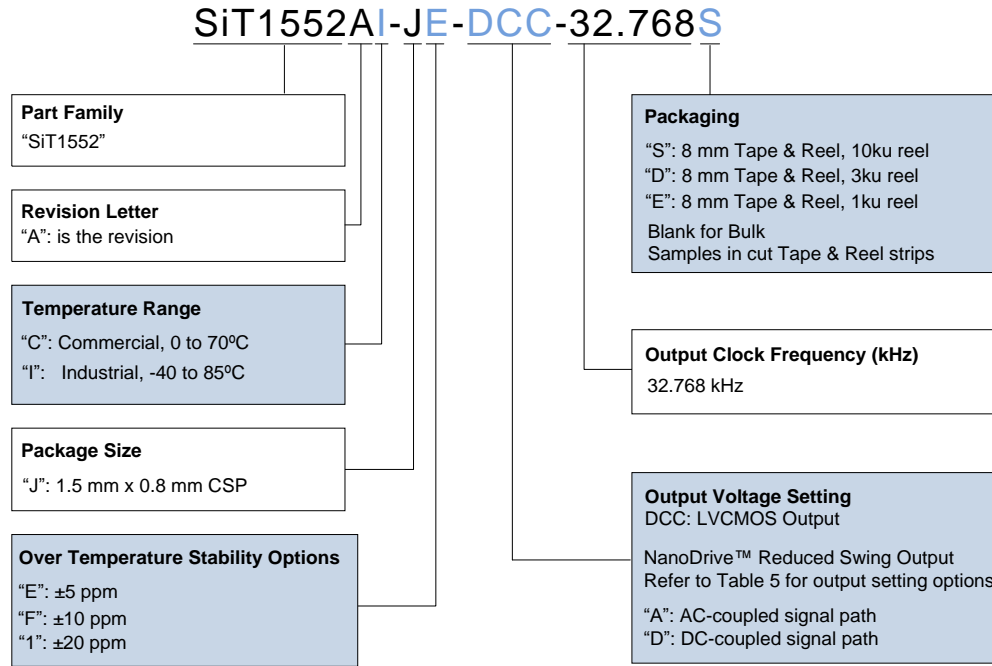 SiT1552AI-JE-DCC-32.768S
Part Family
“SiT1552”
Revision Letter
“A”: is the revision
Temperature Range
“C”: Commercial, 0 to 70ºC
“I”: Industrial, -40 to 85ºC
Package Size
“J”: 1.5 mm x 0.8 mm CSP
Over Temperature Stability Options
“E”: ±5 ppm
“F”: ±10 ppm
“1”: ±20 ppm
Packaging
“S”: 8 mm Tape & Reel, 10ku reel
“D”: 8 mm Tape & Reel, 3ku reel
“E”: 8 mm Tape & Reel, 1ku reel
Blank for Bulk
Samples in cut Tape & Reel strips
Output Clock Frequency (kHz)
32.768 kHz
Output Voltage Setting
DCC: LVCMOS Output
NanoDrive™ Reduced Swing Output
Refer to Table 5 for output setting options
“A”: AC-coupled signal path
“D”: DC-coupled signal path